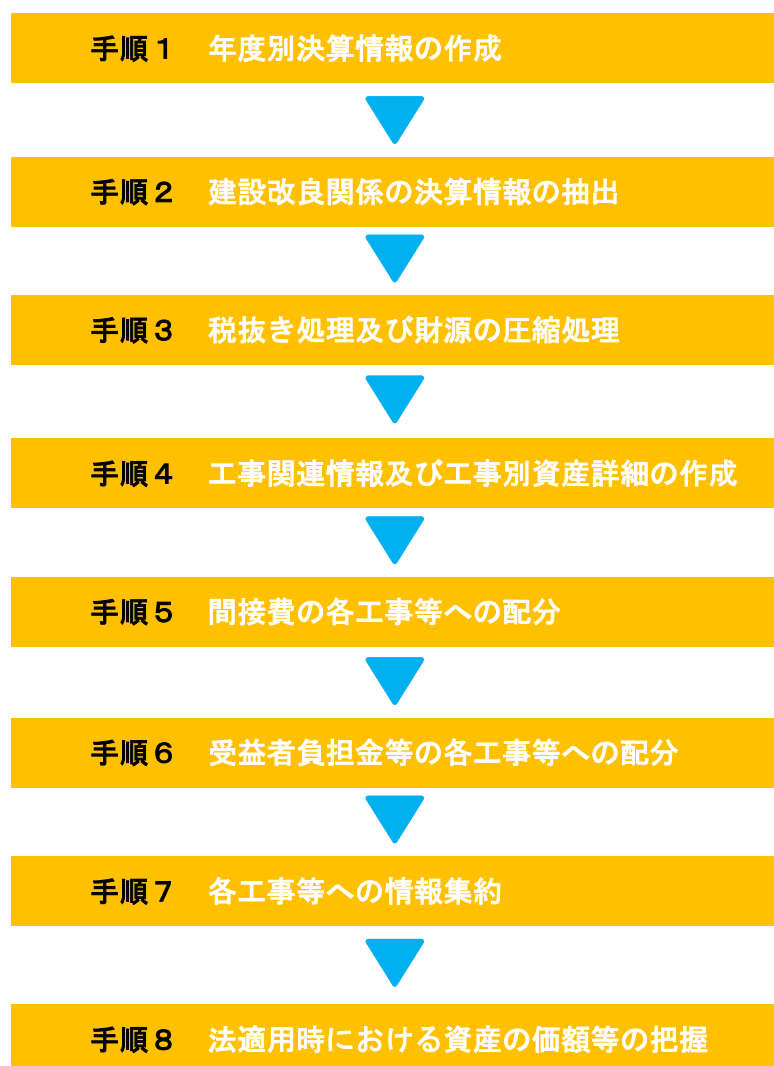 手順１　年度別決算情報の作成
手順２　建設改良関係の決算情報の抽出
手順３　税抜き処理及び財源の圧縮処理
手順４　工事関連情報及び工事別資産詳細の作成
手順５　間接費の各工事等への配分
手順６　受益者負担金等の各工事等への配分
手順７　各工事等への情報集約
手順８　法適用時における資産の価額等の把握